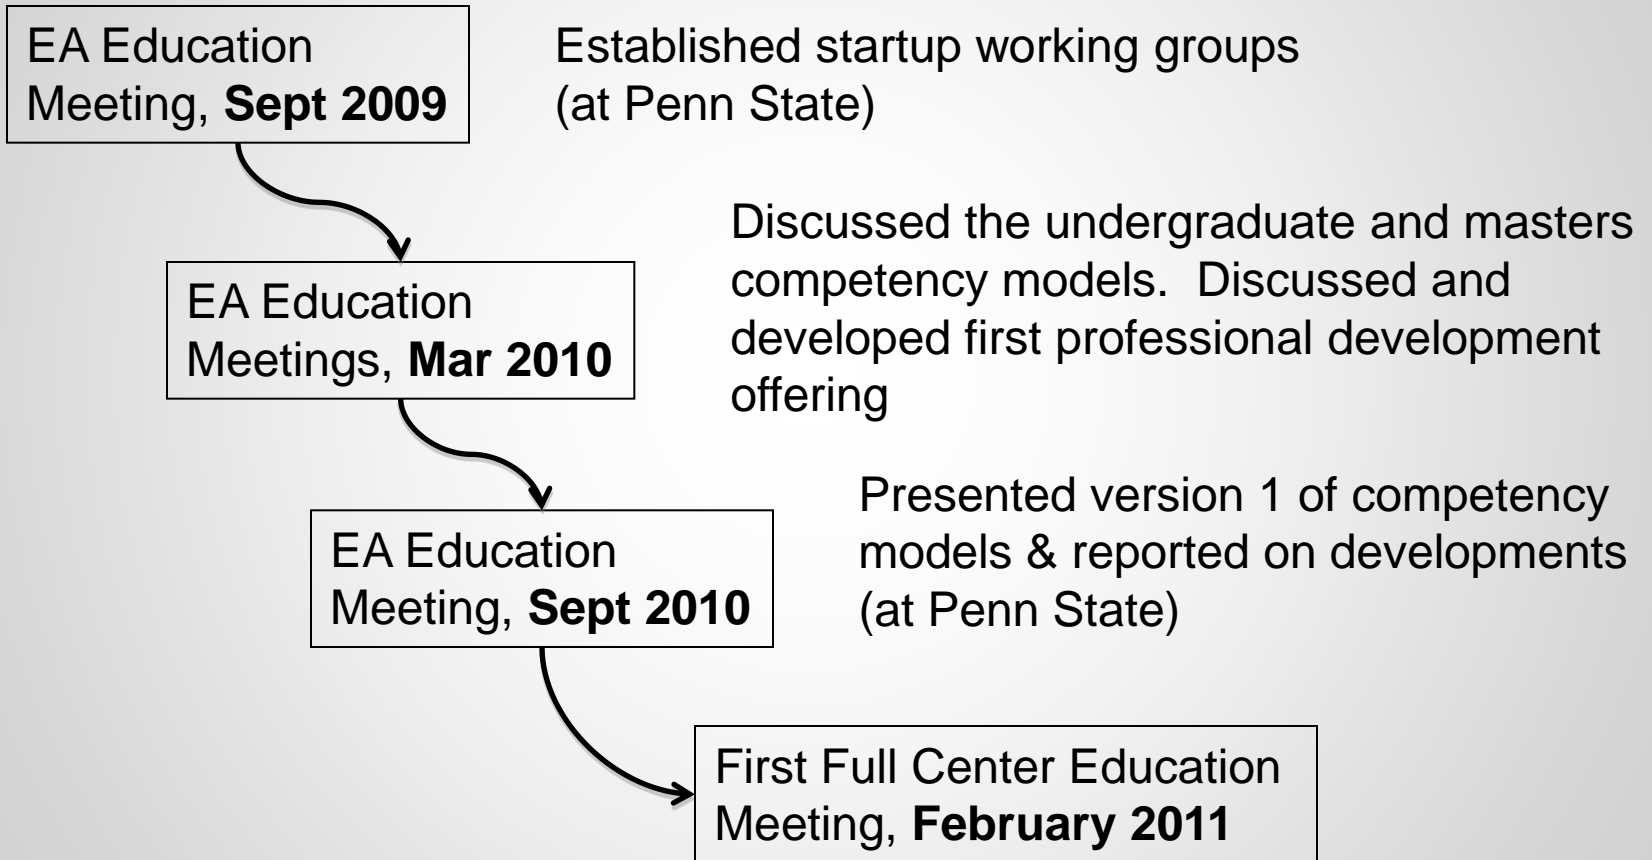 EA Education
Meeting, Sept 2009
Established startup working groups
(at Penn State)
Discussed the undergraduate and masters
competency models.  Discussed and
developed first professional development
offering
EA Education
Meetings, Mar 2010
Presented version 1 of competency
models & reported on developments
(at Penn State)
EA Education
Meeting, Sept 2010
First Full Center Education
Meeting, February 2011